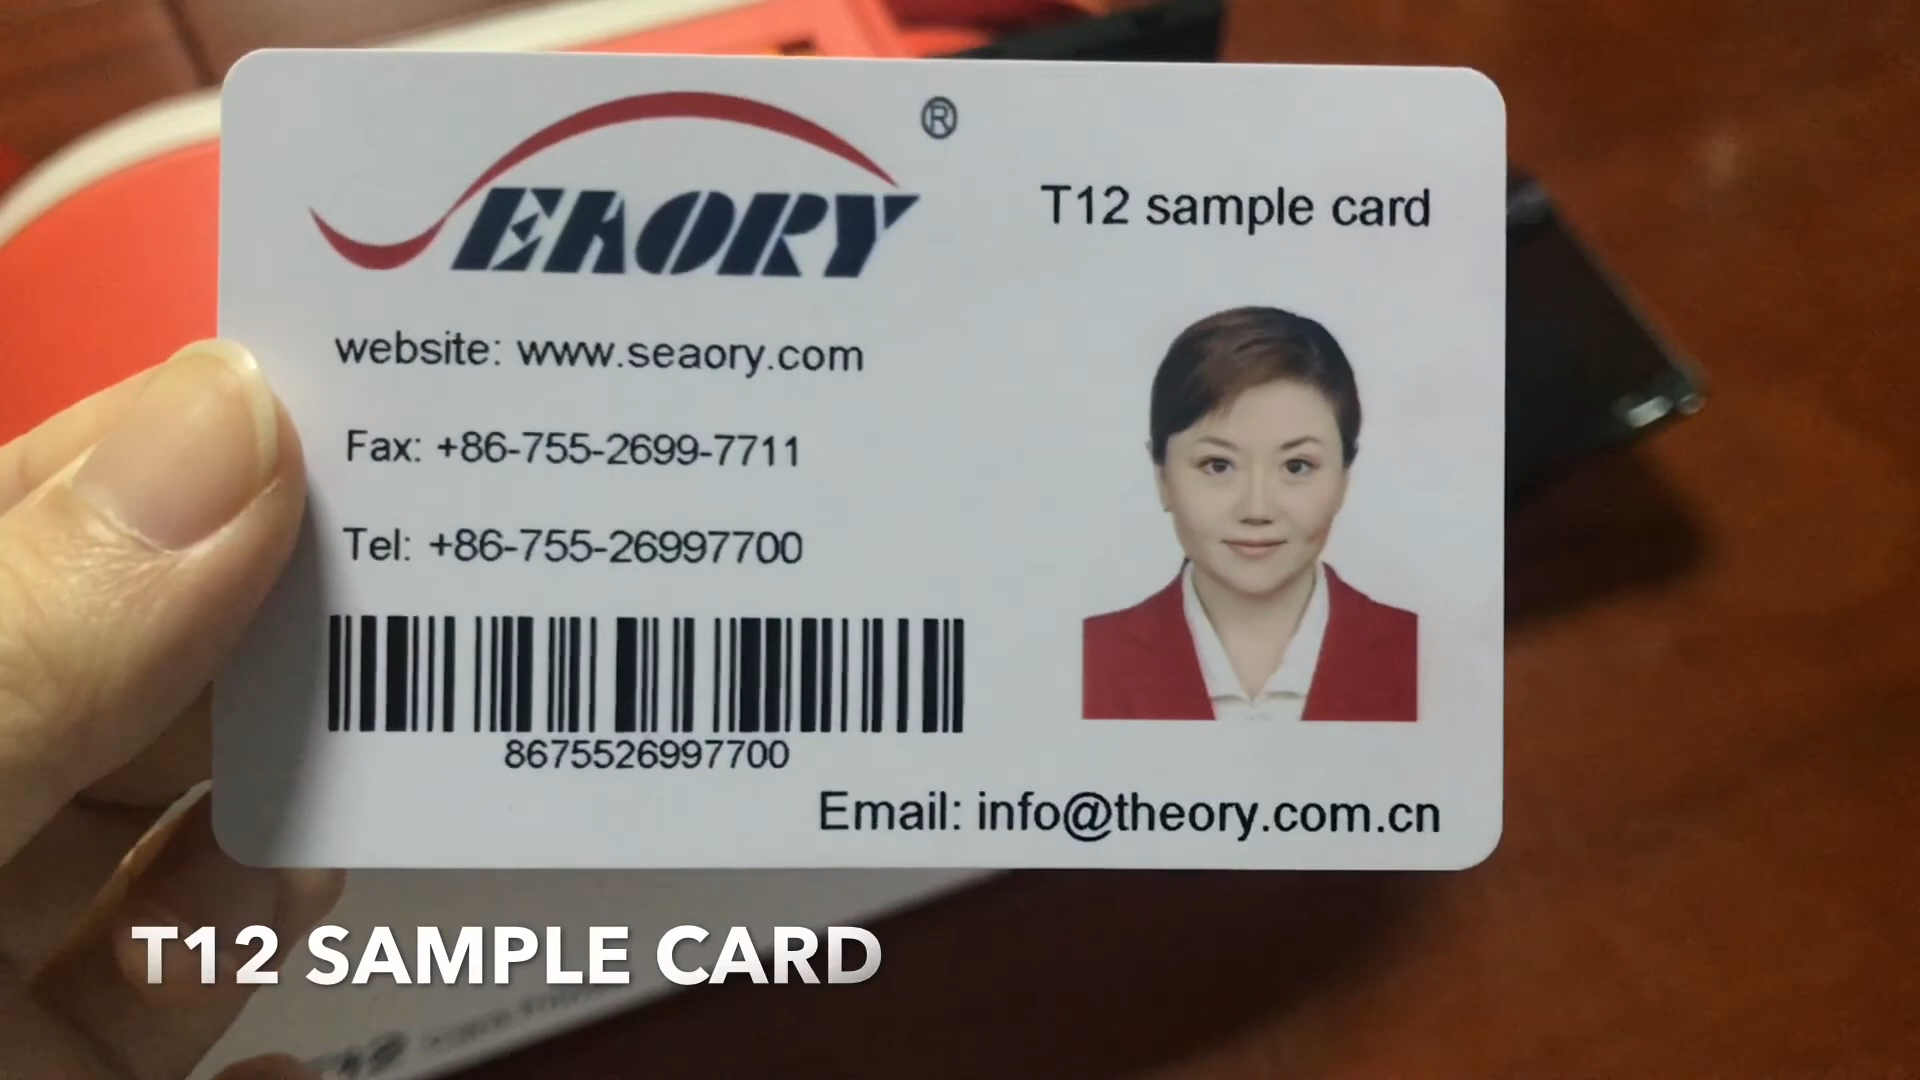 SEAORY ®
T12 sample card
website: www.seaory.com
Fax: +86-755-2699-7711
Tel: +86-755-26997700
8675526997700
Email: info@theory.com.cn
T12 SAMPLE CARD